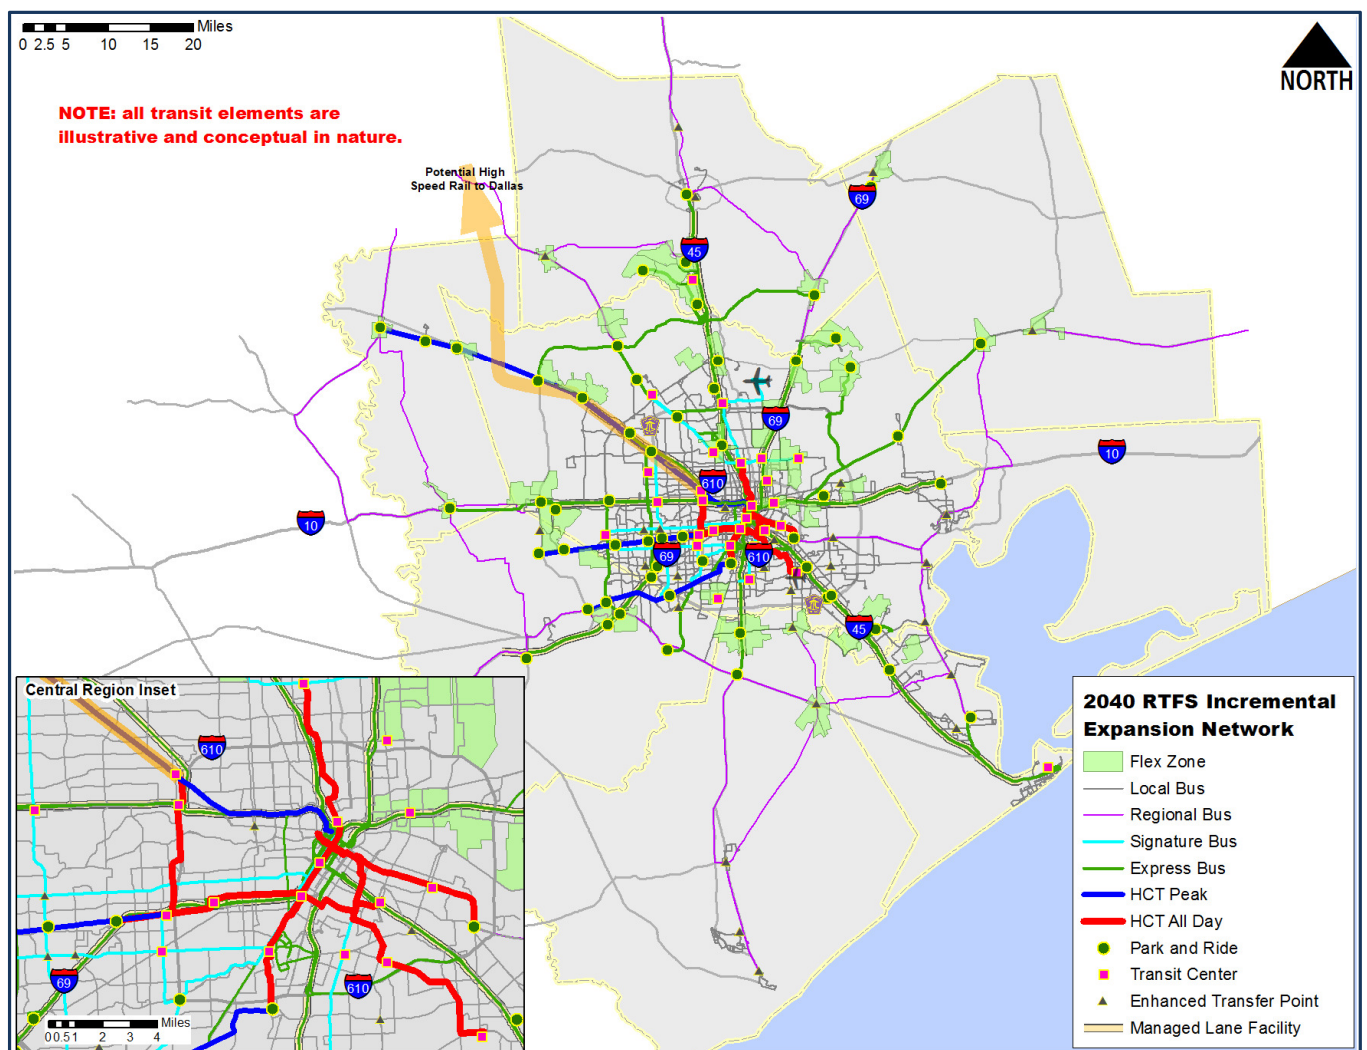 Miles
0 2.5 5 10 15 20
NORTH
NOTE: all transit elements are
illustrative and conceptual in nature.
Potential High
Speed Rail to Dallas
69
45
69
10
610
10
69
610
45
Central Region Inset
610
69
610
Miles
0 0.5 1 2 3 4
2040 RTFS Incremental
Expansion Network
Flex Zone
Local Bus
Regional Bus
Signature Bus
Express Bus
HCT Peak
HCT All Day
Park and Ride
Transit Center
Enhanced Transfer Point
Managed Lane Facility